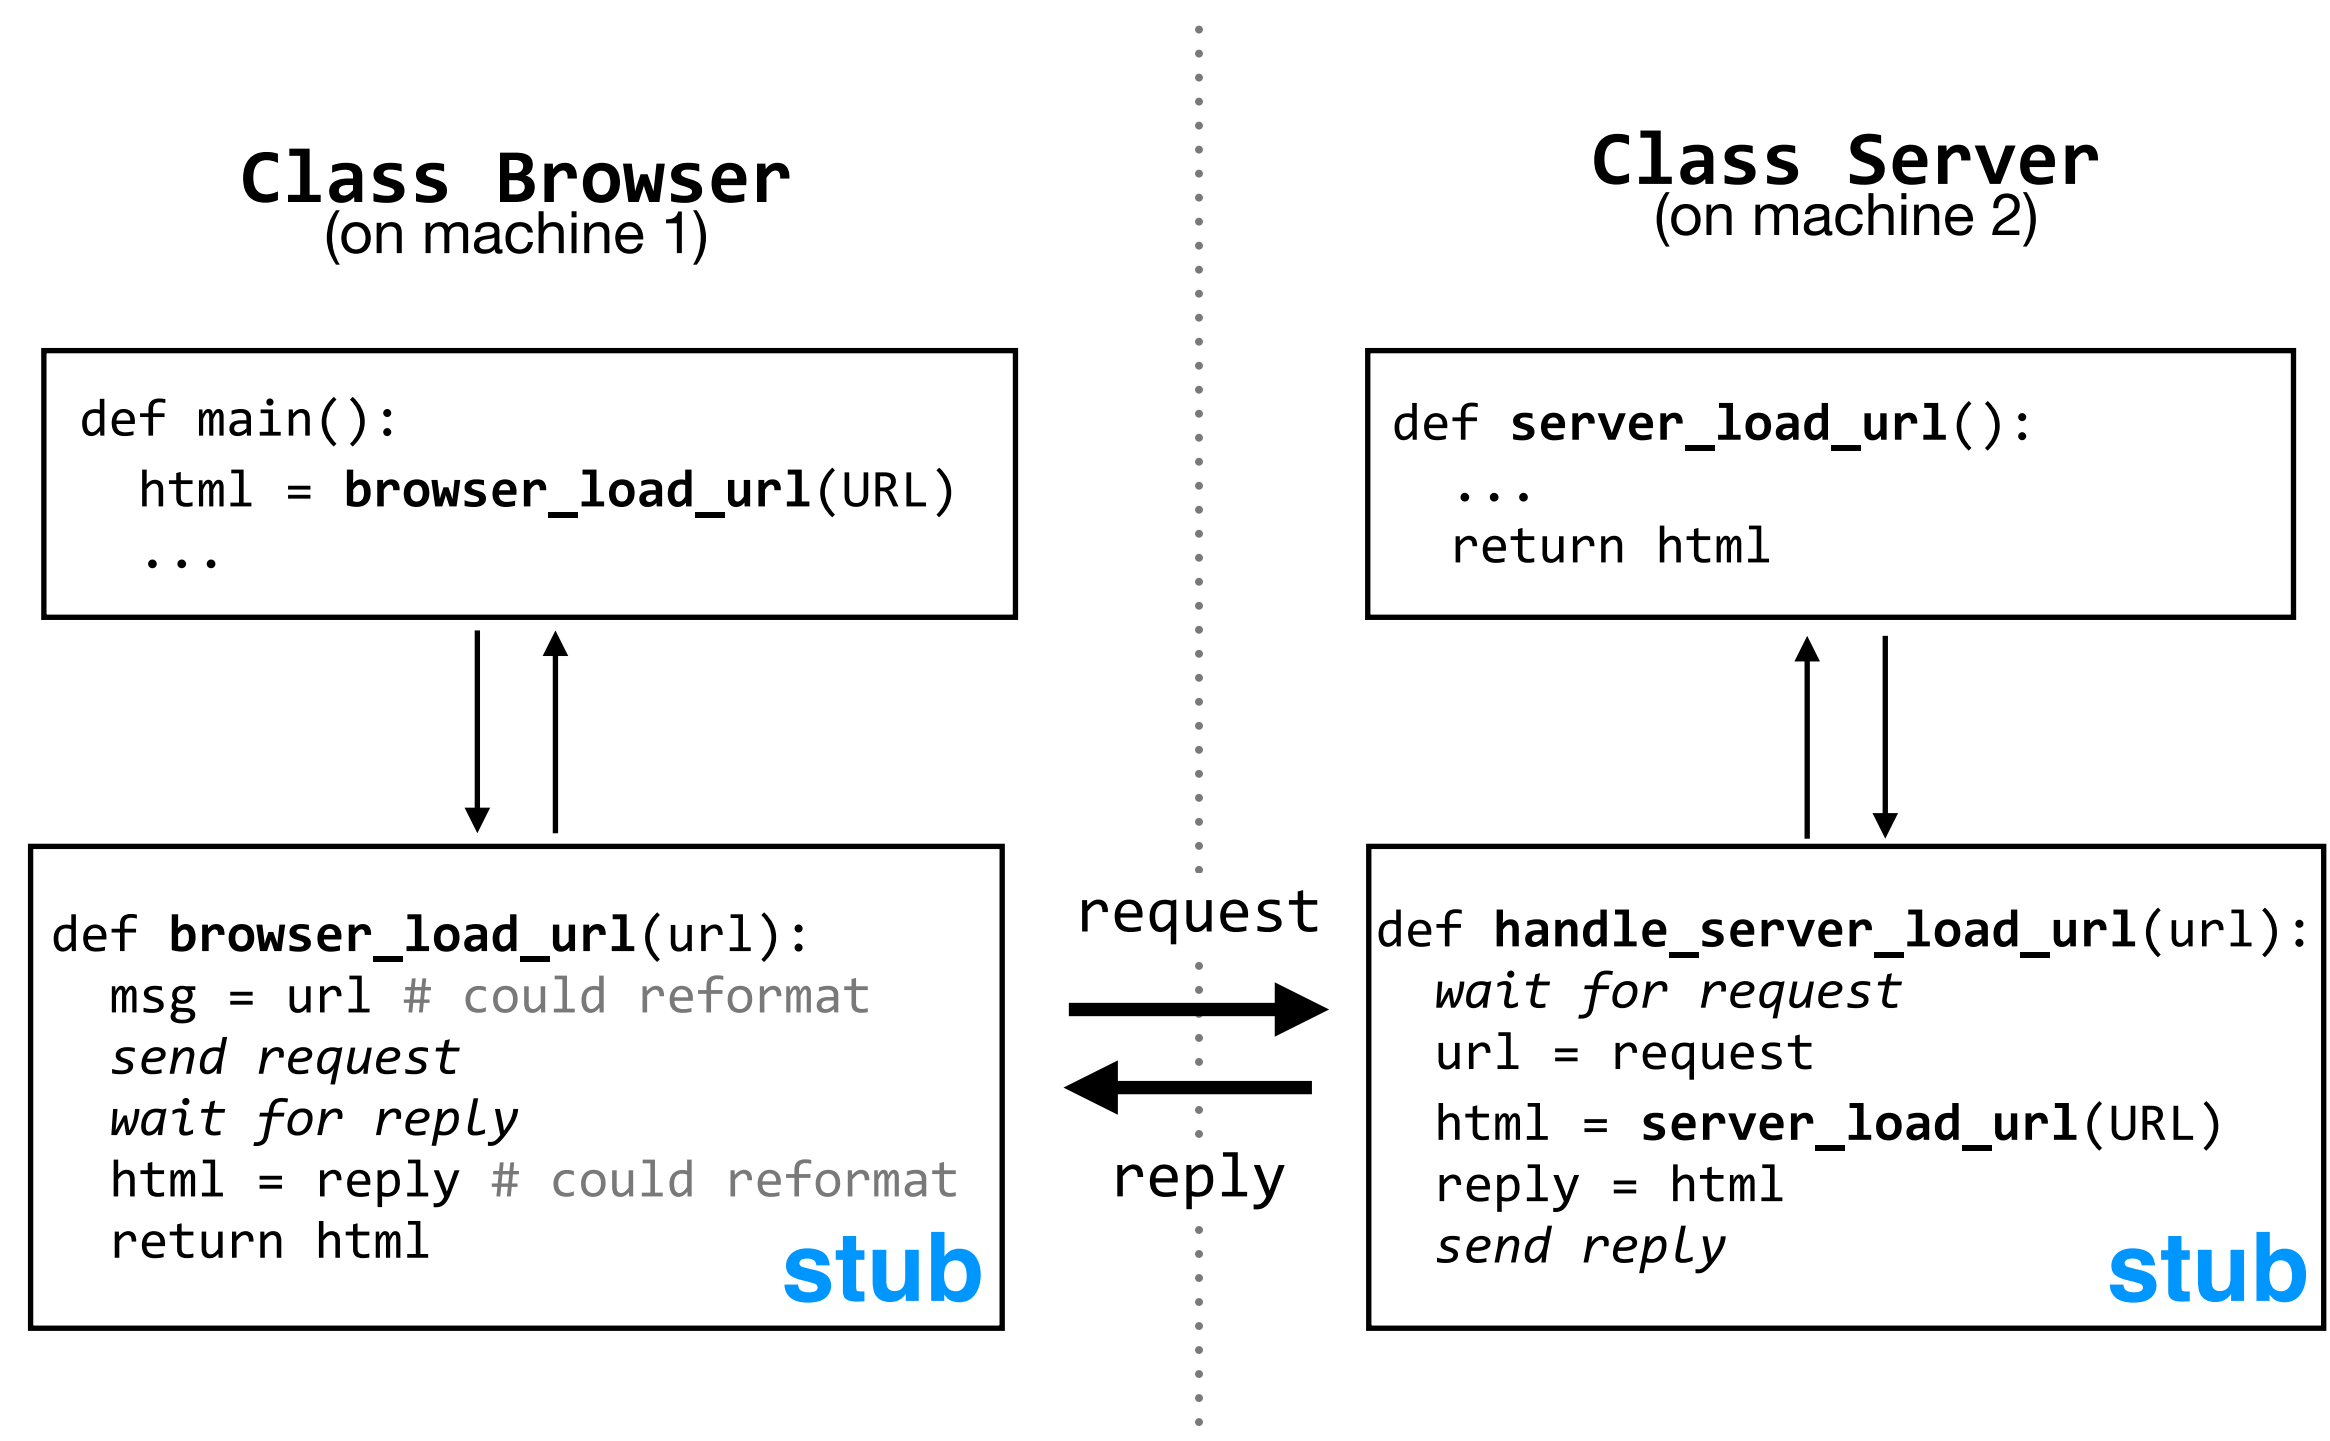 Class Browser
(on machine 1)
def main():
  html = browser_load_url(URL)
  ...
def browser_load_url(url):
  msg = url # could reformat
  send request
  wait for reply
  html = reply # could reformat
  return html
stub
request
reply
Class Server
(on machine 2)
def server_load_url():
  ...
  return html
def handle_server_load_url(url):
  wait for request
  url = request
  html = server_load_url(URL)
  reply = html
  send reply
stub